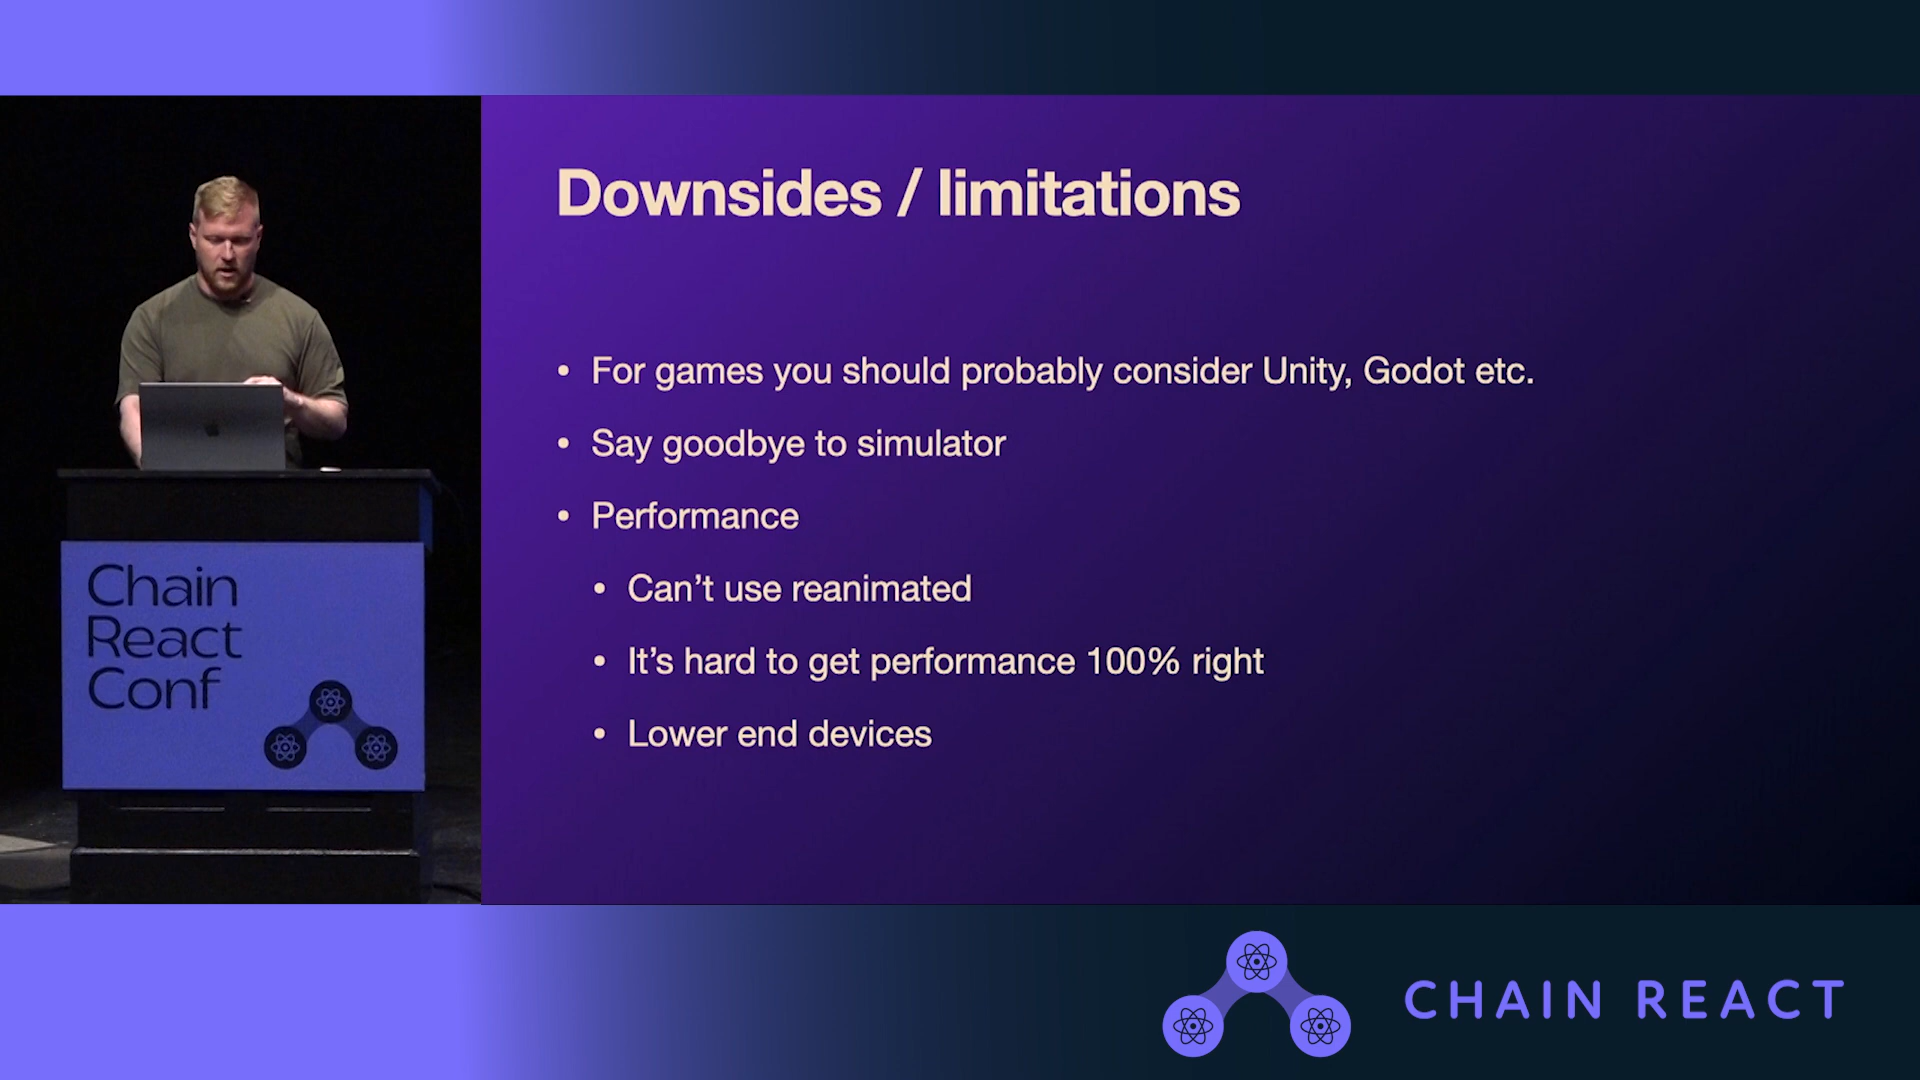 Downsides / limitations
• For games you should probably consider Unity, Godot etc.
• Say goodbye to simulator
• Performance
• Can’t use reanimated
• It’s hard to get performance 100% right
• Lower end devices
Chain
React
Conf
CHAIN REACT